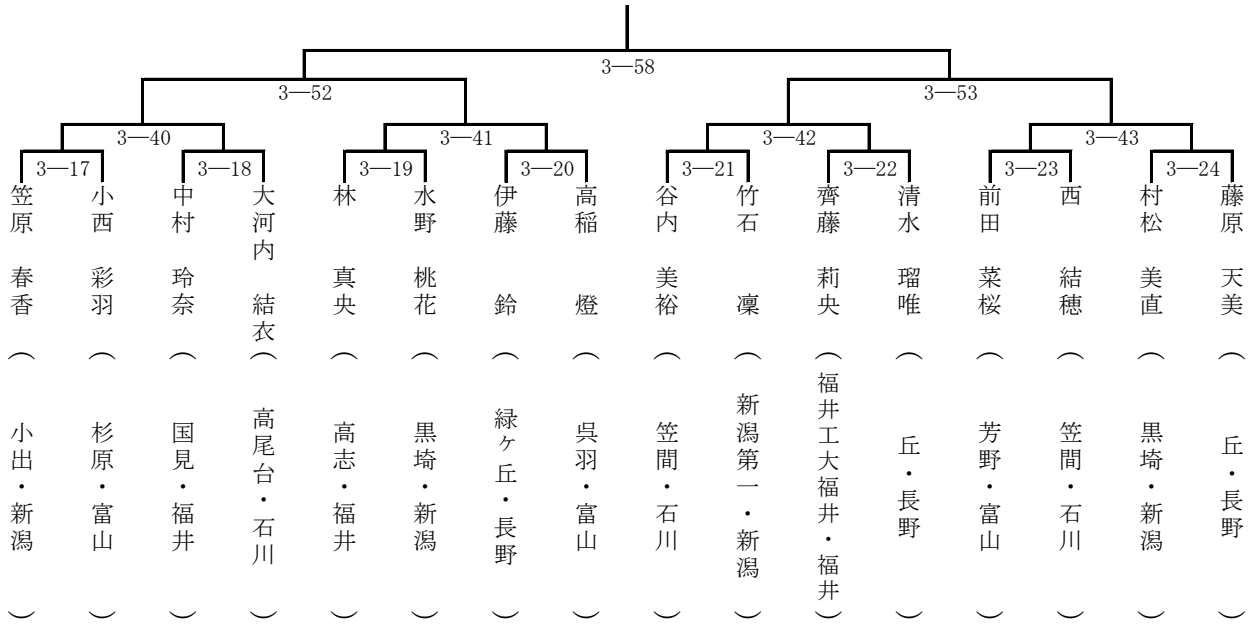 3―58
3―52
3―53
3―40
3―41
3―42
3―43
3―17
3―18
3―19
3―20
3―21
3―22
3―23
3―24
笠原 春香（小出・新潟）
小西 彩羽（杉原・富山）
中村 玲奈（国見・福井）
大河内 結衣（高尾台・石川）
林 真央（高志・福井）
水野 桃花（黒埼・新潟）
伊藤 鈴（緑ケ丘・長野）
高稲 燈（呉羽・富山）
谷内 美裕（笠間・石川）
竹石 凜（新潟第一・新潟）
齊藤 莉央（福井工大福井・福井）
清水 瑠唯（丘・長野）
前田 菜桜（芳野・富山）
西 結穂（笠間・石川）
村松 美直（黒埼・新潟）
藤原 天美（丘・長野）